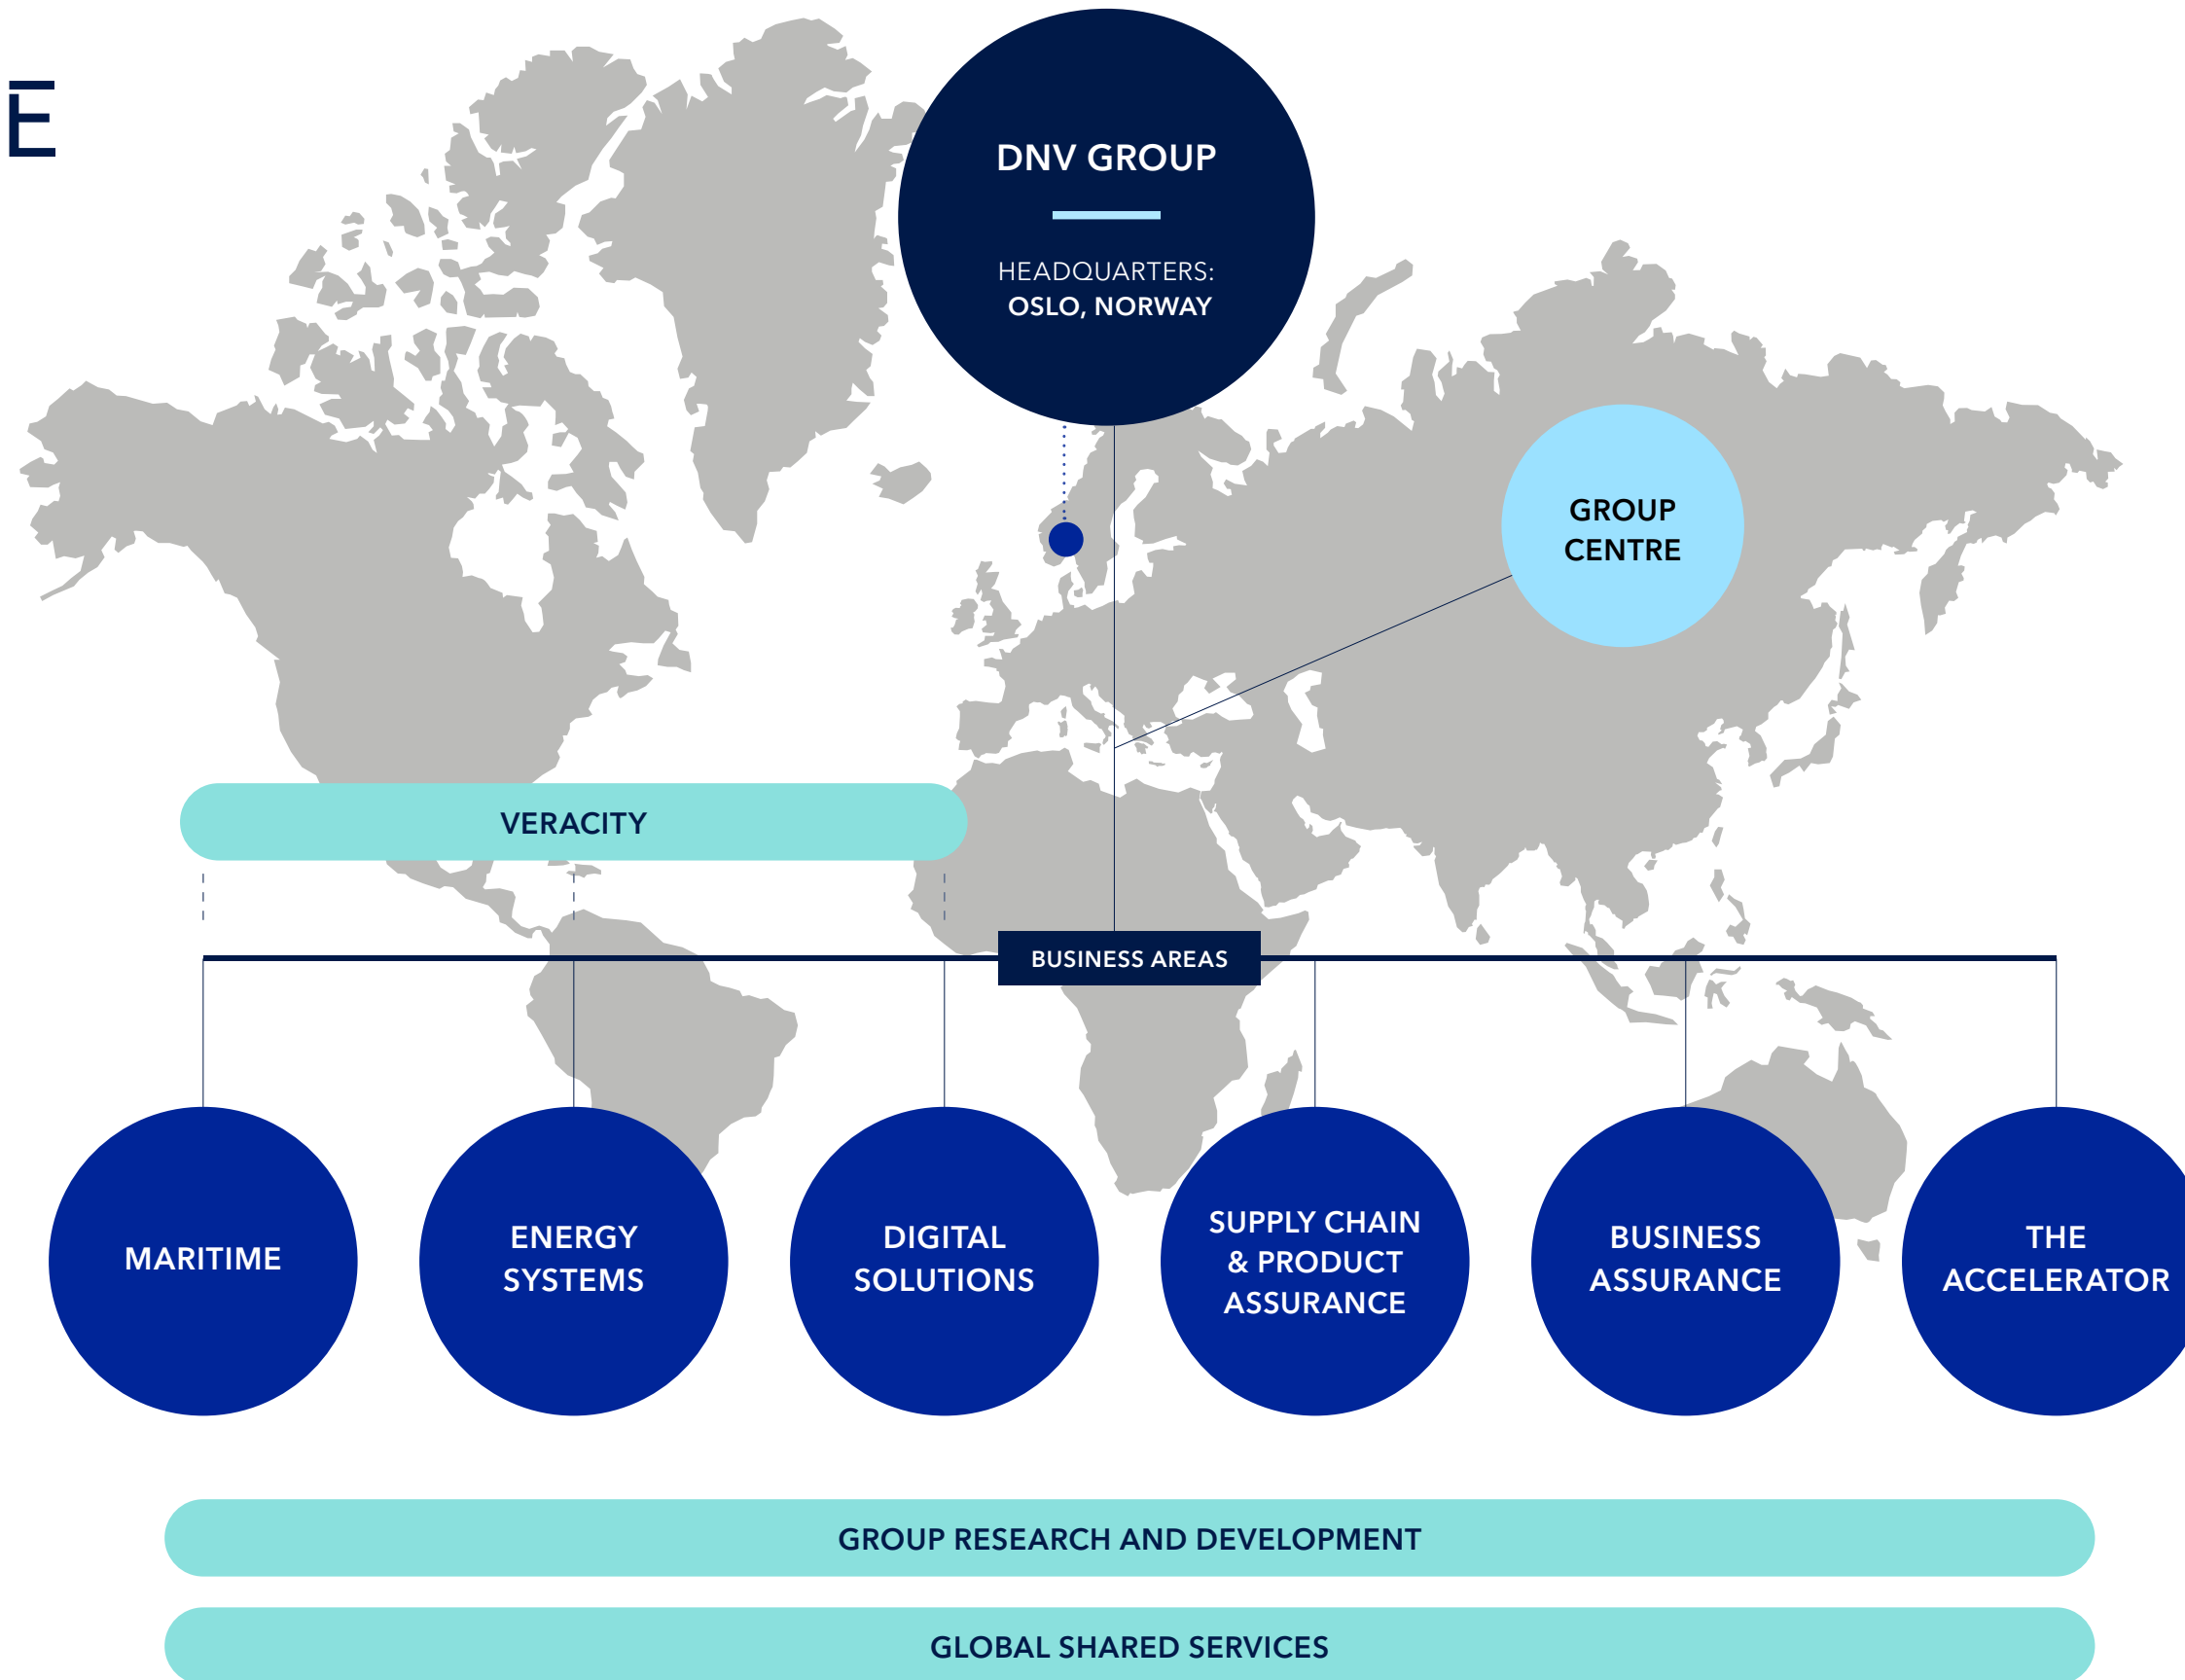 E
DNV GROUP
HEADQUARTERS:
OSLO, NORWAY
GROUP
CENTRE
VERACITY
BUSINESS AREAS
MARITIME
ENERGY
SYSTEMS
DIGITAL
SOLUTIONS
SUPPLY CHAIN
& PRODUCT
ASSURANCE
BUSINESS
ASSURANCE
THE
ACCELERATOR
GROUP RESEARCH AND DEVELOPMENT
GLOBAL SHARED SERVICES